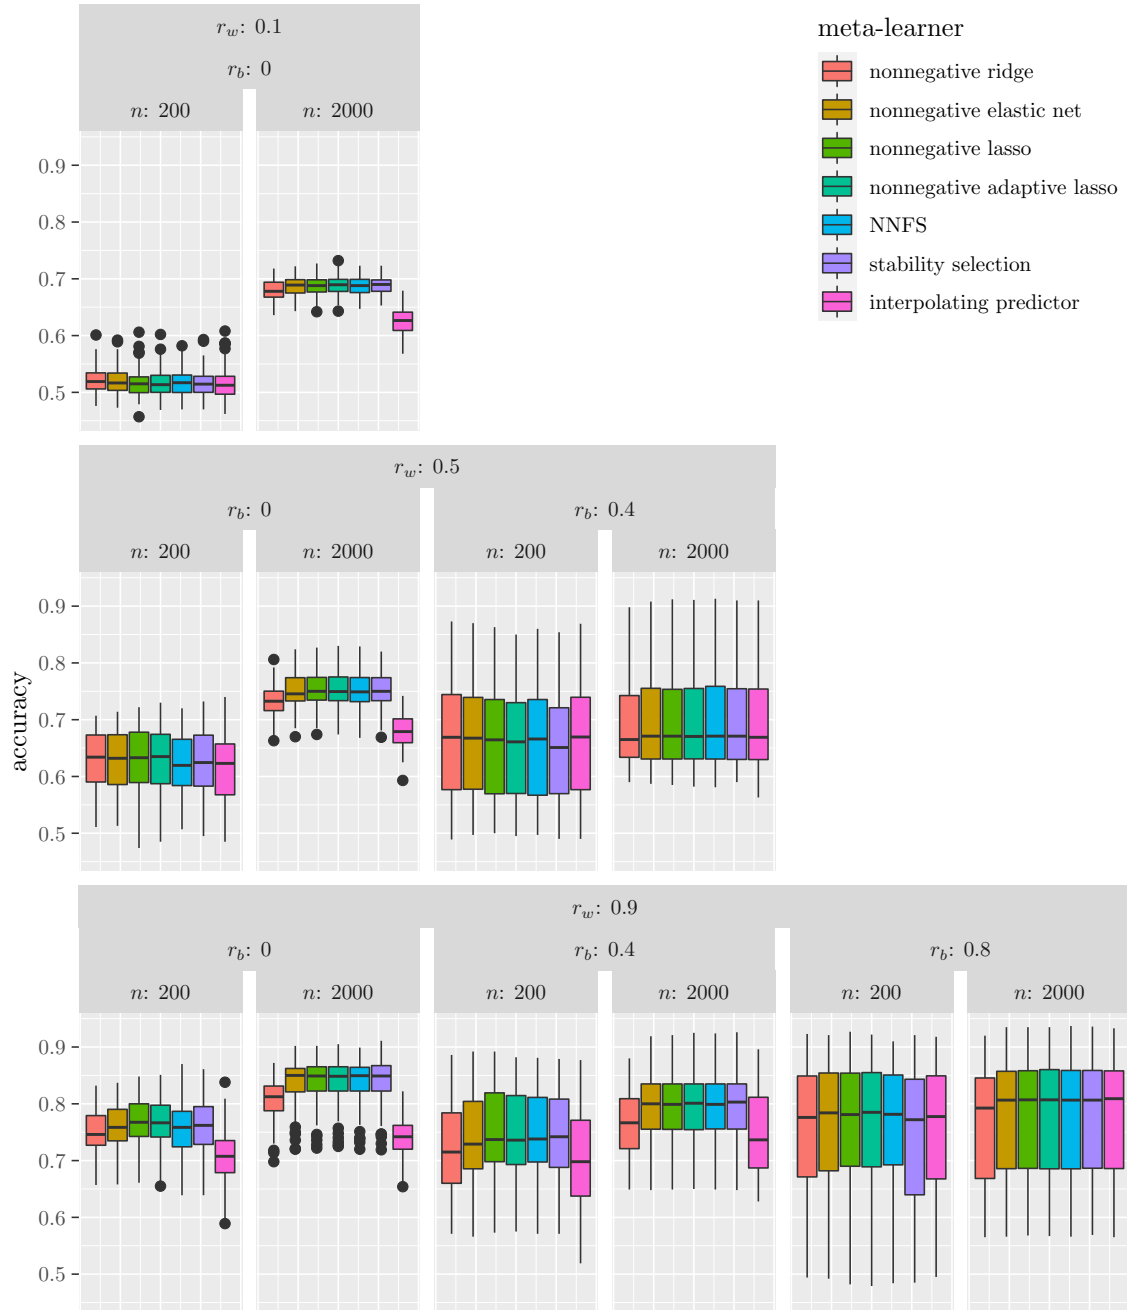 meta-learner
nonnegative ridge
nonnegative elastic net
nonnegative lasso
nonnegative adaptive lasso
NNFS
stability selection
interpolating predictor
r_w: 0.1
r_b: 0
n: 200 n: 2000
0.9
0.8
0.7
0.6
0.5
r_w: 0.5
r_b: 0 r_b: 0.4
n: 200 n: 2000 n: 200 n: 2000
0.9
0.8
0.7
0.6
0.5
accuracy
r_w: 0.9
r_b: 0 r_b: 0.4 r_b: 0.8
n: 200 n: 2000 n: 200 n: 2000 n: 200 n: 2000
0.9
0.8
0.7
0.6
0.5